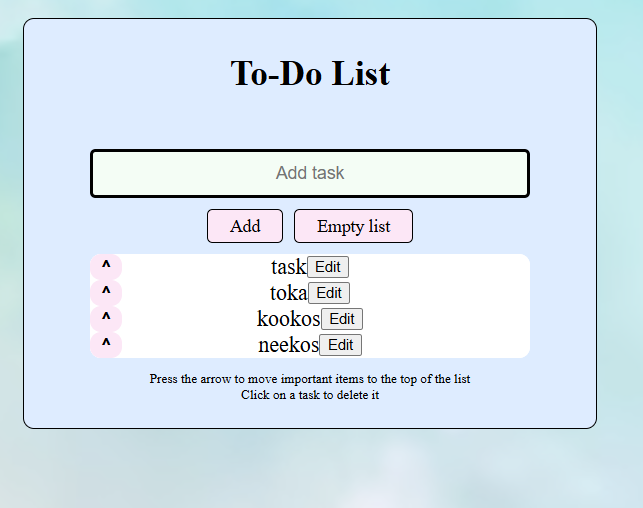 To-Do List
Add task
Add Empty list
^ task Edit
^ toka Edit
^ kookos Edit
^ neekos Edit
Press the arrow to move important items to the top of the list
Click on a task to delete it